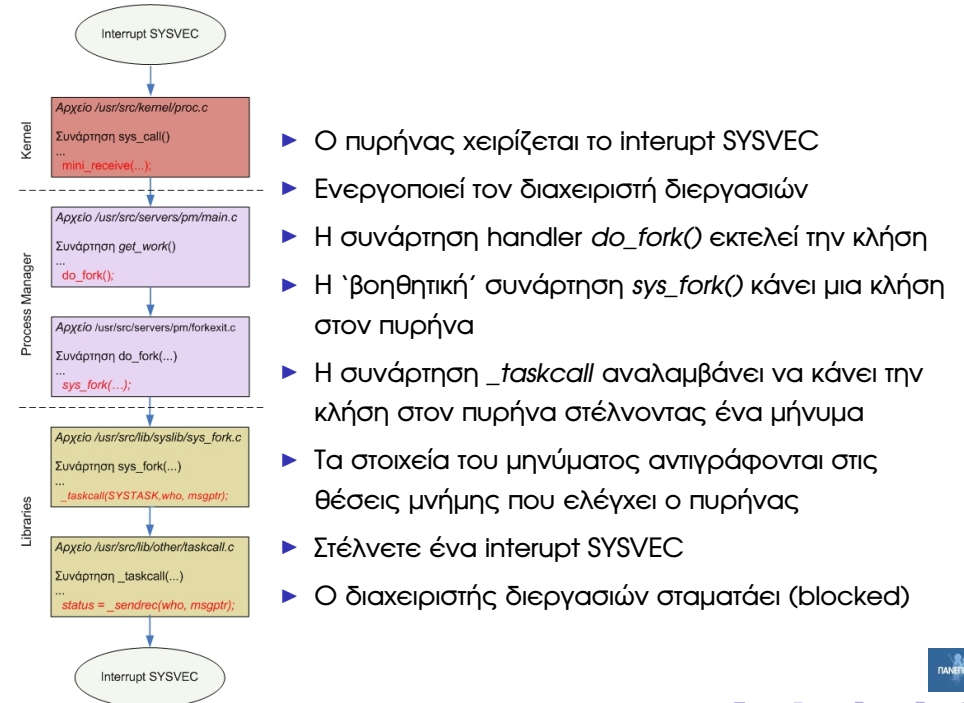 Interrupt SYSVEC
Kernel
Αρχείο /usr/src/kernel/proc.c
Συνάρτηση sys_call()
...
mini_receive(...);
Process Manager
Αρχείο /usr/src/servers/pm/main.c
Συνάρτηση get_work()
...
do_fork();
Αρχείο /usr/src/servers/pm/forkexit.c
Συνάρτηση do_fork(...)
...
sys_fork(...);
Libraries
Αρχείο /usr/src/lib/syslib/sys_fork.c
Συνάρτηση sys_fork(...)
...
_taskcall(SYSTASK,who, msgptr);
Αρχείο /usr/src/lib/other/taskcall.c
Συνάρτηση _taskcall(...)
...
status = _sendrec(who, msgptr);
Interrupt SYSVEC
Ο πυρήνας χειρίζεται το interupt SYSVEC
Ενεργοποιεί τον διαχειριστή διεργασιών
Η συνάρτηση handler do_fork() εκτελεί την κλήση
Η `βοηθητική´ συνάρτηση sys_fork() κάνει μια κλήση
στον πυρήνα
Η συνάρτηση _taskcall αναλαμβάνει να κάνει την
κλήση στον πυρήνα στέλνοντας ένα μήνυμα
Τα στοιχεία του μηνύματος αντιγράφονται στις
θέσεις μνήμης που ελέγχει ο πυρήνας
Στέλνετε ένα interupt SYSVEC
Ο διαχειριστής διεργασιών σταματάει (blocked)